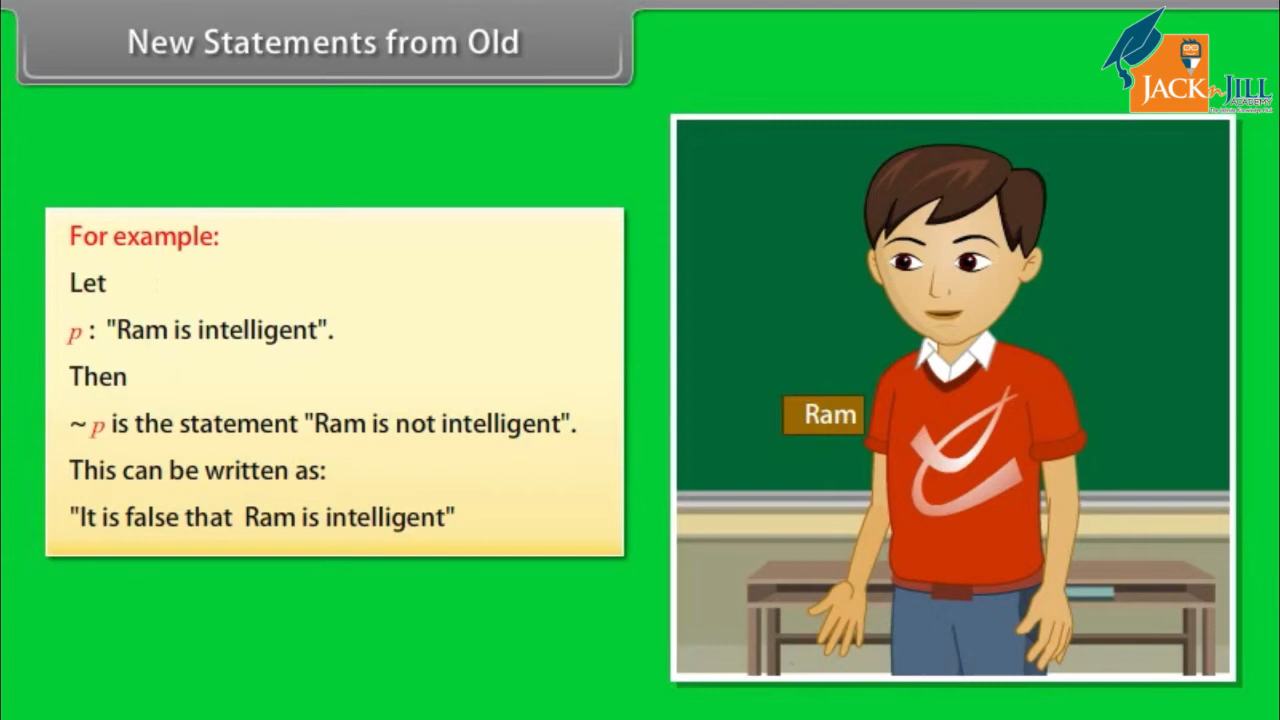 New Statements from Old
JACK n JILL
ACADEMY
For example:
Let
p : "Ram is intelligent".
Then
~ p is the statement "Ram is not intelligent".
This can be written as:
"It is false that Ram is intelligent"
Ram